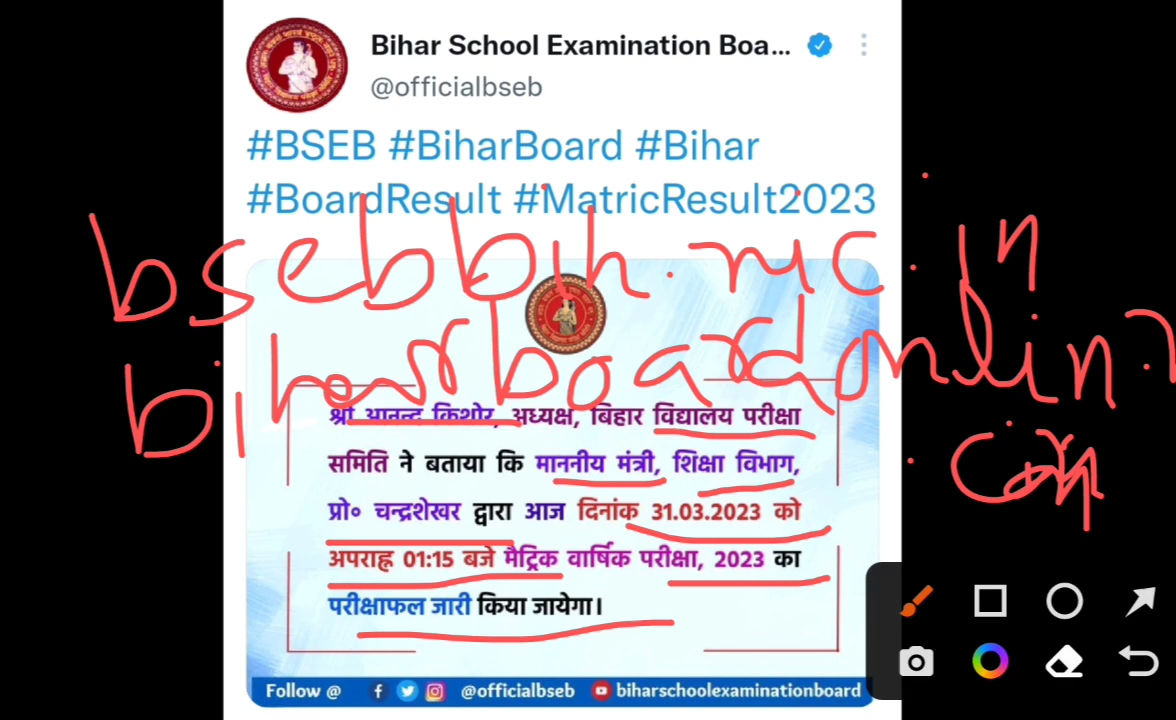 Bihar School Examination Boa...
@officialbseb
#BSEB #BiharBoard #Bihar
#BoardResult #MatricResult2023
bsebbih.nic.in
biharboardonlin
.com
श्री आनन्द किशोर, अध्यक्ष, बिहार विद्यालय परीक्षा
समिति ने बताया कि माननीय मंत्री, शिक्षा विभाग,
प्रो० चन्द्रशेखर द्वारा आज दिनांक 31.03.2023 को
अपराह्न 01:15 बजे मैट्रिक वार्षिक परीक्षा, 2023 का
परीक्षाफल जारी किया जायेगा।
Follow @ @officialbseb biharschoolexaminationboard